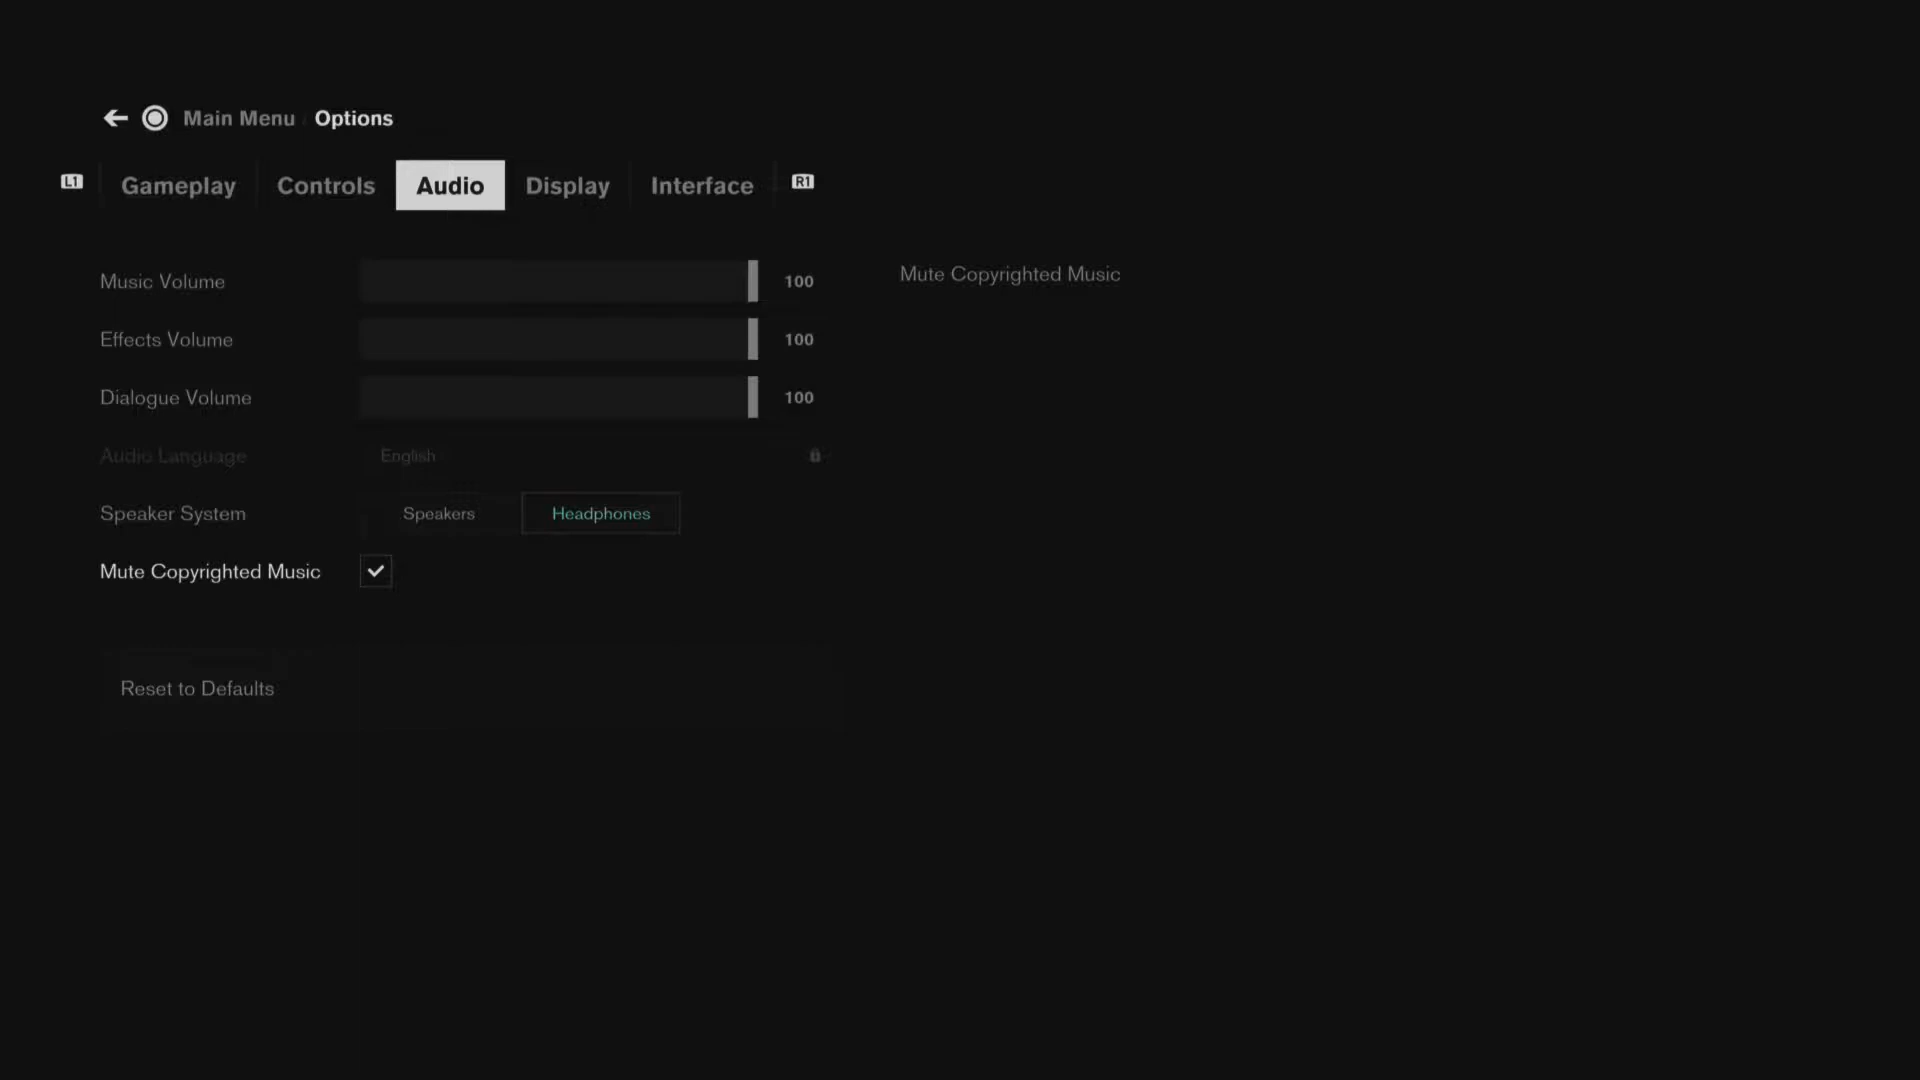 Main Menu Options
L1 Gameplay Controls Audio Display Interface R1
Music Volume 100
Mute Copyrighted Music
Effects Volume 100
Dialogue Volume 100
Audio Language English
Speaker System Speakers Headphones
Mute Copyrighted Music
Reset to Defaults